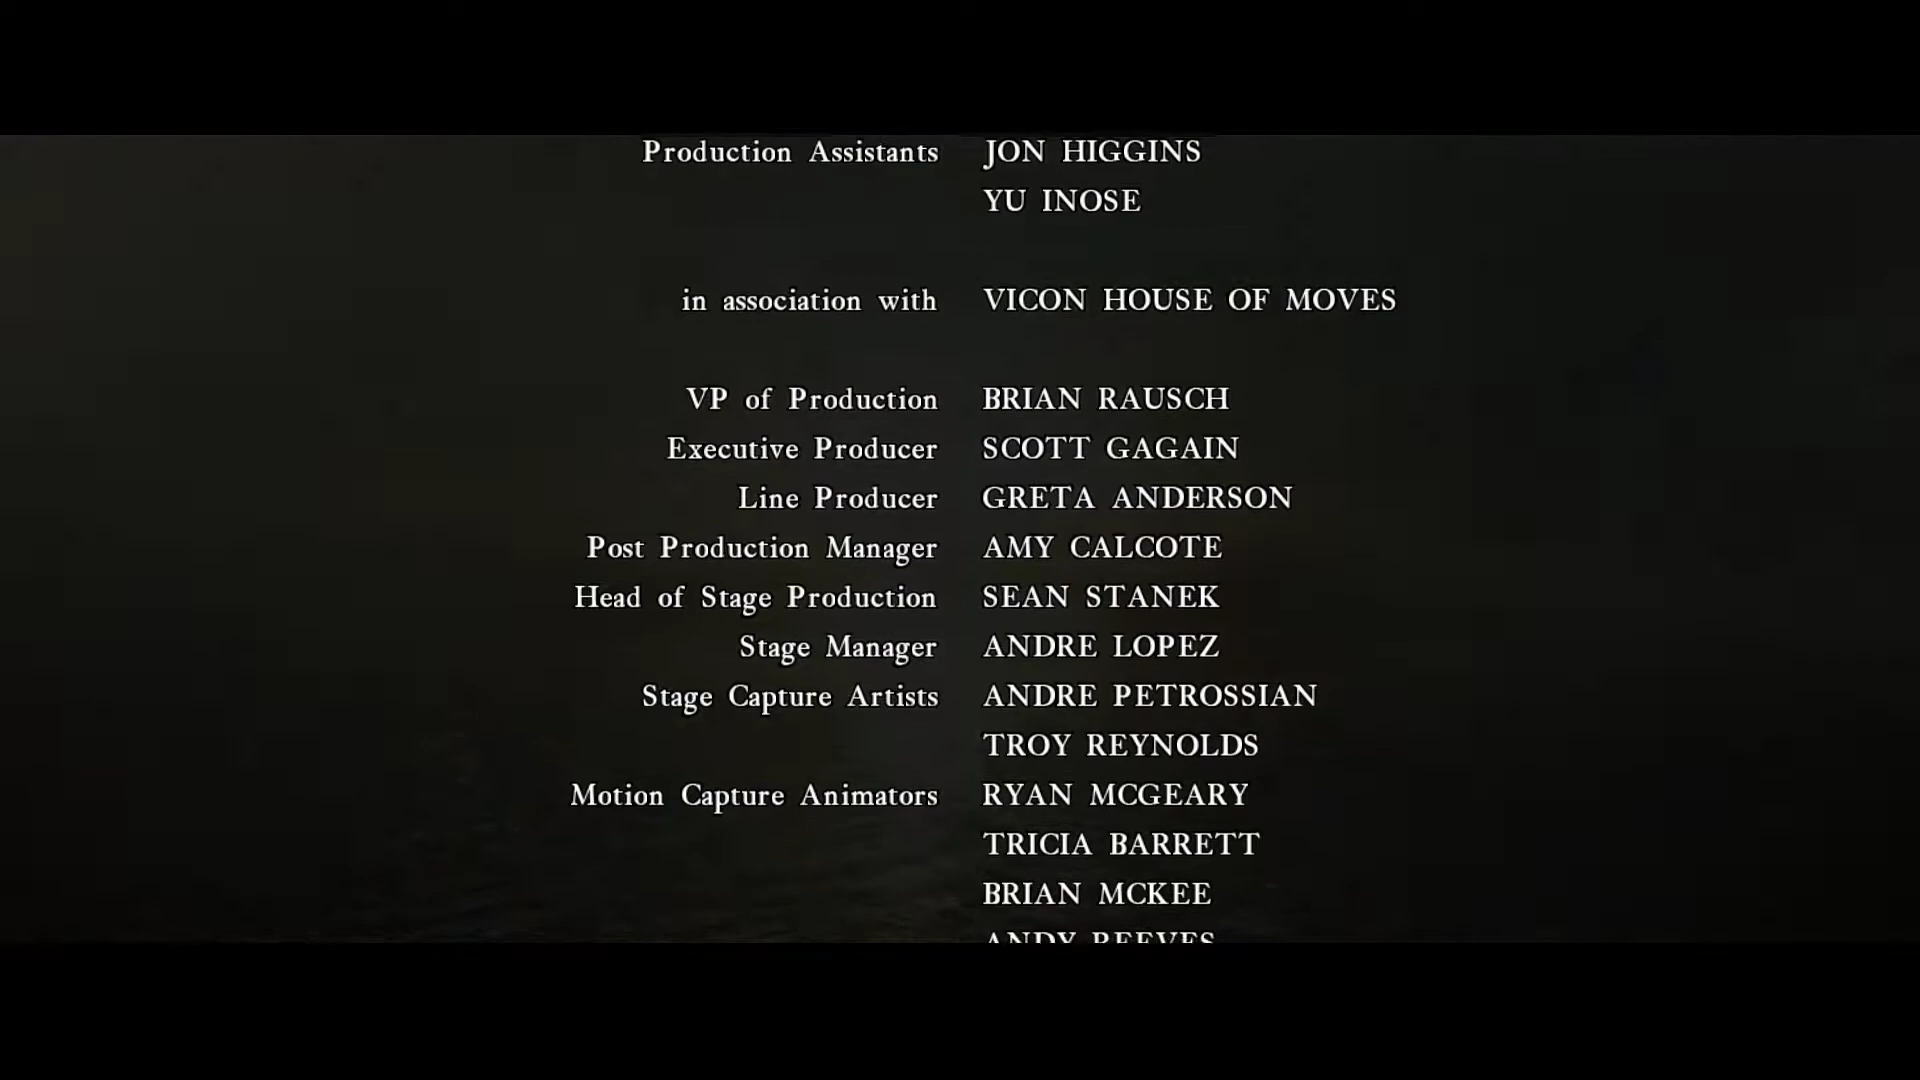 Production Assistants JON HIGGINS
YU INOSE
in association with VICON HOUSE OF MOVES
VP of Production BRIAN RAUSCH
Executive Producer SCOTT GAGAIN
Line Producer GRETA ANDERSON
Post Production Manager AMY CALCOTE
Head of Stage Production SEAN STANEK
Stage Manager ANDRE LOPEZ
Stage Capture Artists ANDRE PETROSSIAN
TROY REYNOLDS
Motion Capture Animators RYAN MCGEARY
TRICIA BARRETT
BRIAN MCKEE
ANDY REEVES